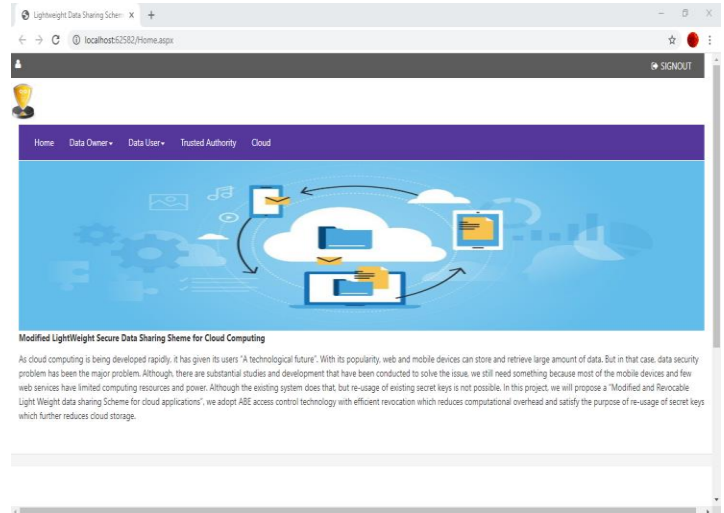 Lightweight Data Sharing Schem
localhost:62582/Home.aspx
SIGNOUT
Home Data Owner Data User Trusted Authority Cloud
Modified LightWeight Secure Data Sharing Sheme for Cloud Computing
As cloud computing is being developed rapidly, it has given its users "A technological future". With its popularity, web and mobile devices can store and retrieve large amount of data. But in that case, data security
problem has been the major problem. Although, there are substantial studies and development that have been conducted to solve the issue, we still need something because most of the mobile devices and few
web services have limited computing resources and power. Although the existing system does that, but re-usage of existing secret keys is not possible. In this project, we will propose a "Modified and Revocable
Light Weight data sharing Scheme for cloud applications", we adopt ABE access control technology with efficient revocation which reduces computational overhead and satisfy the purpose of re-usage of secret keys
which further reduces cloud storage.